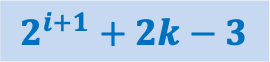 2^{i+1} + 2k − 3